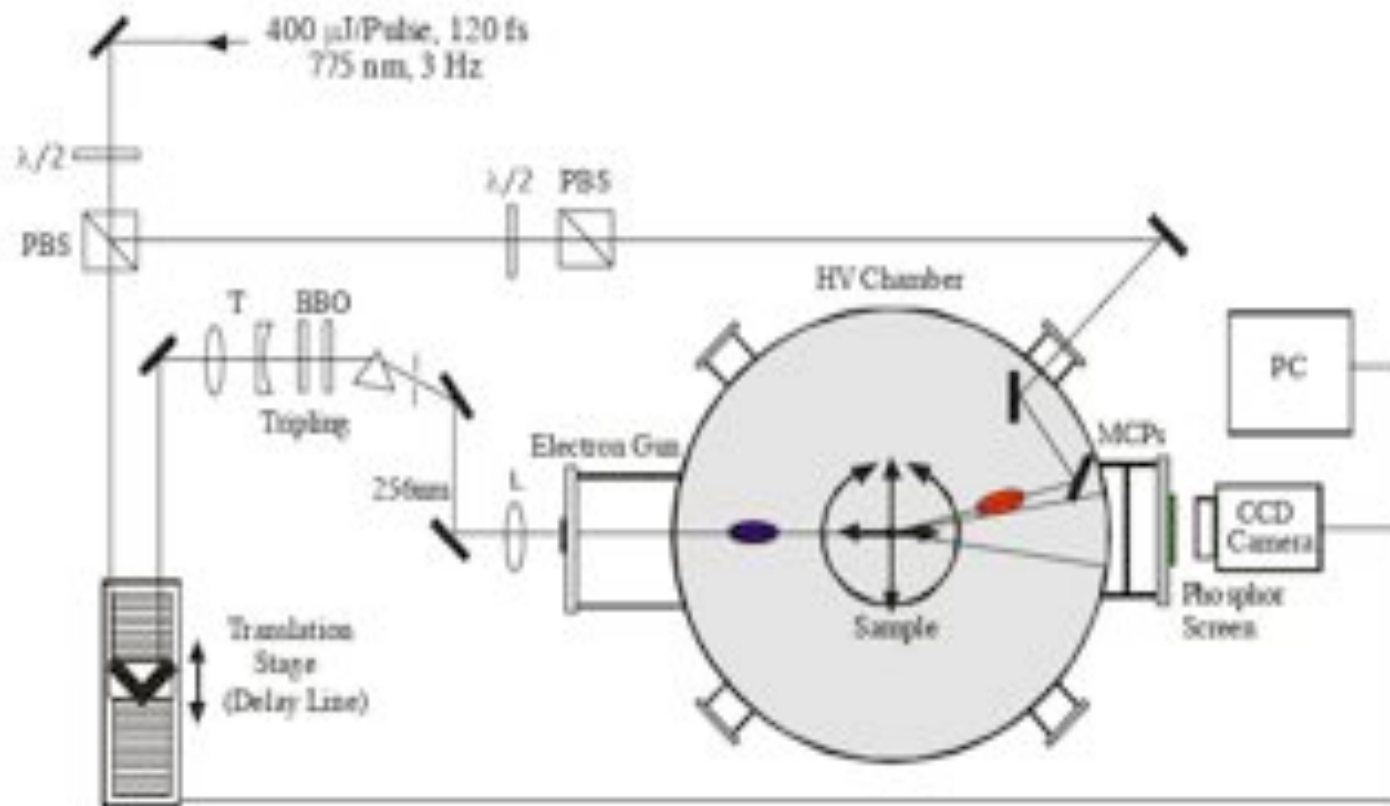 400 μJ/Pulse, 120 fs
775 nm, 3 Hz
λ/2
λ/2
PBS
PBS
HV Chamber
T
BBO
PC
Tripling
Electron Gun
MCPs
256nm
L
CCD
Camera
Phosphor
Screen
Sample
Translation
Stage
(Delay Line)